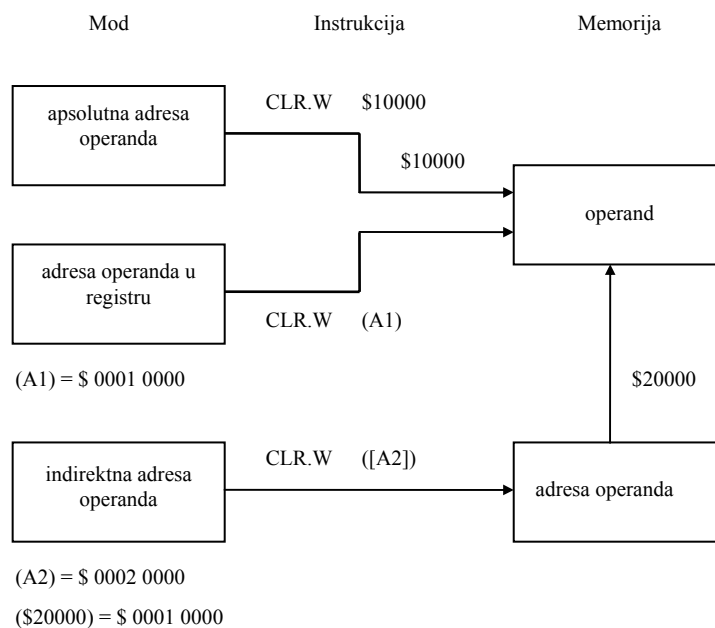 Mod Instrukcija Memorija
apsolutna adresa
operanda
CLR.W $10000
$10000
operand
adresa operanda u
registru
CLR.W (A1)
(A1) = $ 0001 0000
$20000
indirektna adresa
operanda
CLR.W ([A2])
adresa operanda
(A2) = $ 0002 0000
($20000) = $ 0001 0000